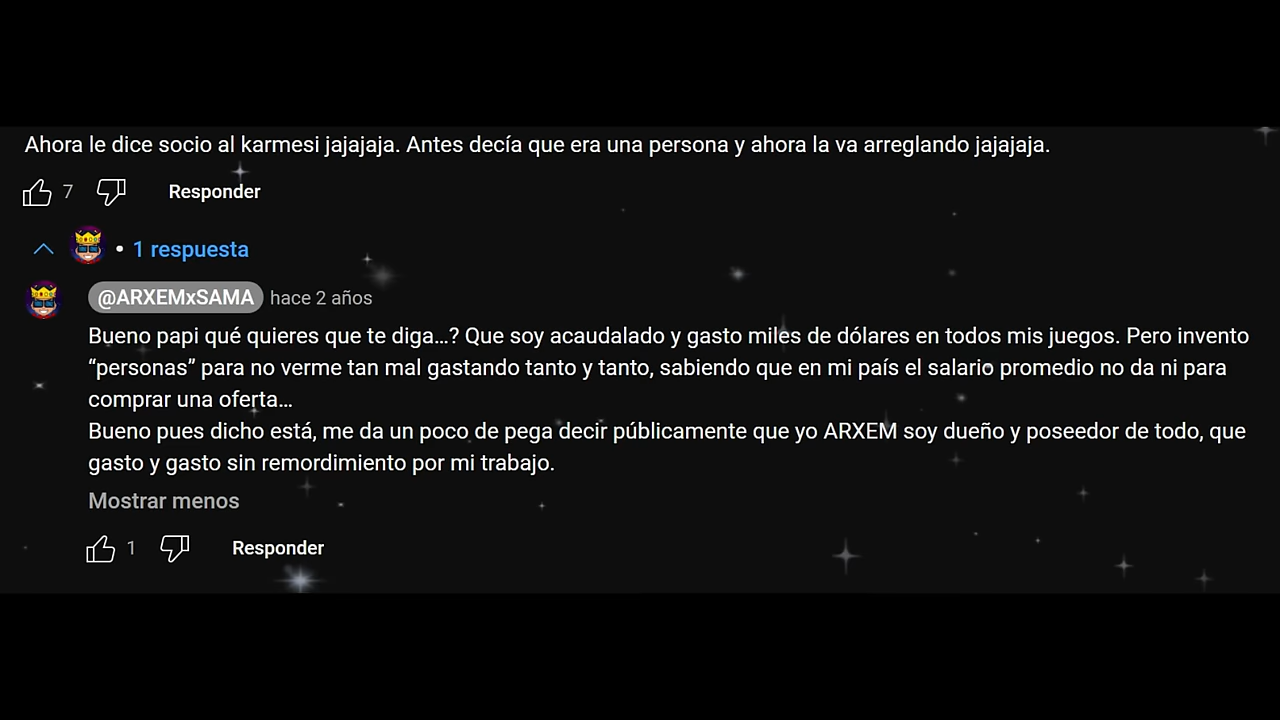 Ahora le dice socio al karmesi jajajaja. Antes decía que era una persona y ahora la va arreglando jajajaja.
7 Responder
• 1 respuesta
@ARXEMxSAMA hace 2 años
Bueno papi qué quieres que te diga...? Que soy acaudalado y gasto miles de dólares en todos mis juegos. Pero invento
“personas” para no verme tan mal gastando tanto y tanto, sabiendo que en mi país el salario promedio no da ni para
comprar una oferta...
Bueno pues dicho está, me da un poco de pega decir públicamente que yo ARXEM soy dueño y poseedor de todo, que
gasto y gasto sin remordimiento por mi trabajo.
Mostrar menos
1 Responder